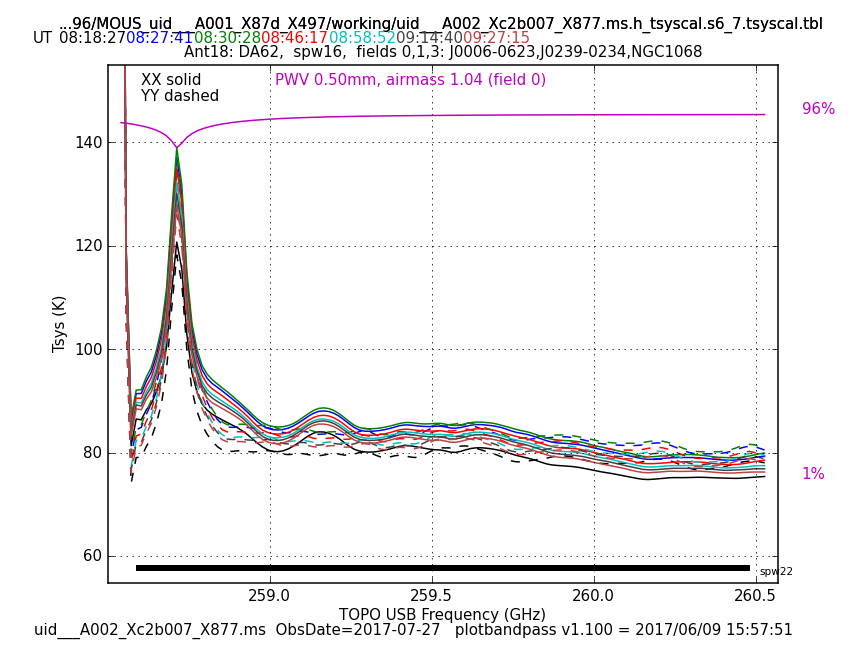 ...96/MOUS_uid___A001_X87d_X497/working/uid___A002_Xc2b007_X877.ms.h_tsyscal.s6_7.tsyscal.tbl
UT 08:18:27 08:27:41 08:30:28 08:46:17 08:58:52 09:14:40 09:27:15
Ant18: DA62, spw16, fields 0,1,3: J0006-0623,J0239-0234,NGC1068
XX solid
PWV 0.50mm, airmass 1.04 (field 0)
YY dashed
96%
140
120
Tsys (K)
100
80
1%
60
spw22
259.0 259.5 260.0 260.5
TOPO USB Frequency (GHz)
uid___A002_Xc2b007_X877.ms ObsDate=2017-07-27 plotbandpass v1.100 = 2017/06/09 15:57:51